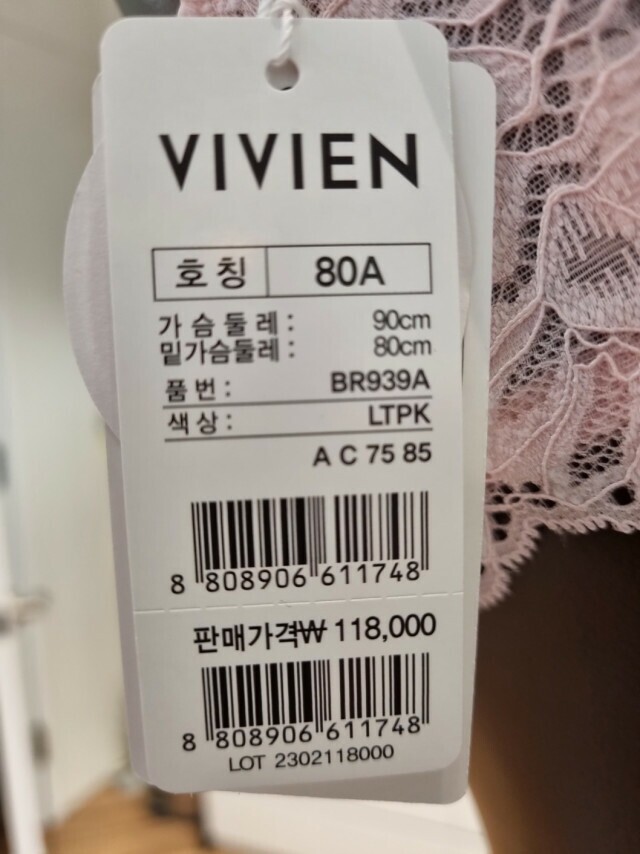 VIVIEN
호칭 80A
가슴둘레: 90cm
밑가슴둘레: 80cm
품번: BR939A
색상: LTPK
A C 75 85
8 808906 611748
판매가격₩ 118,000
8 808906 611748
LOT 2302118000